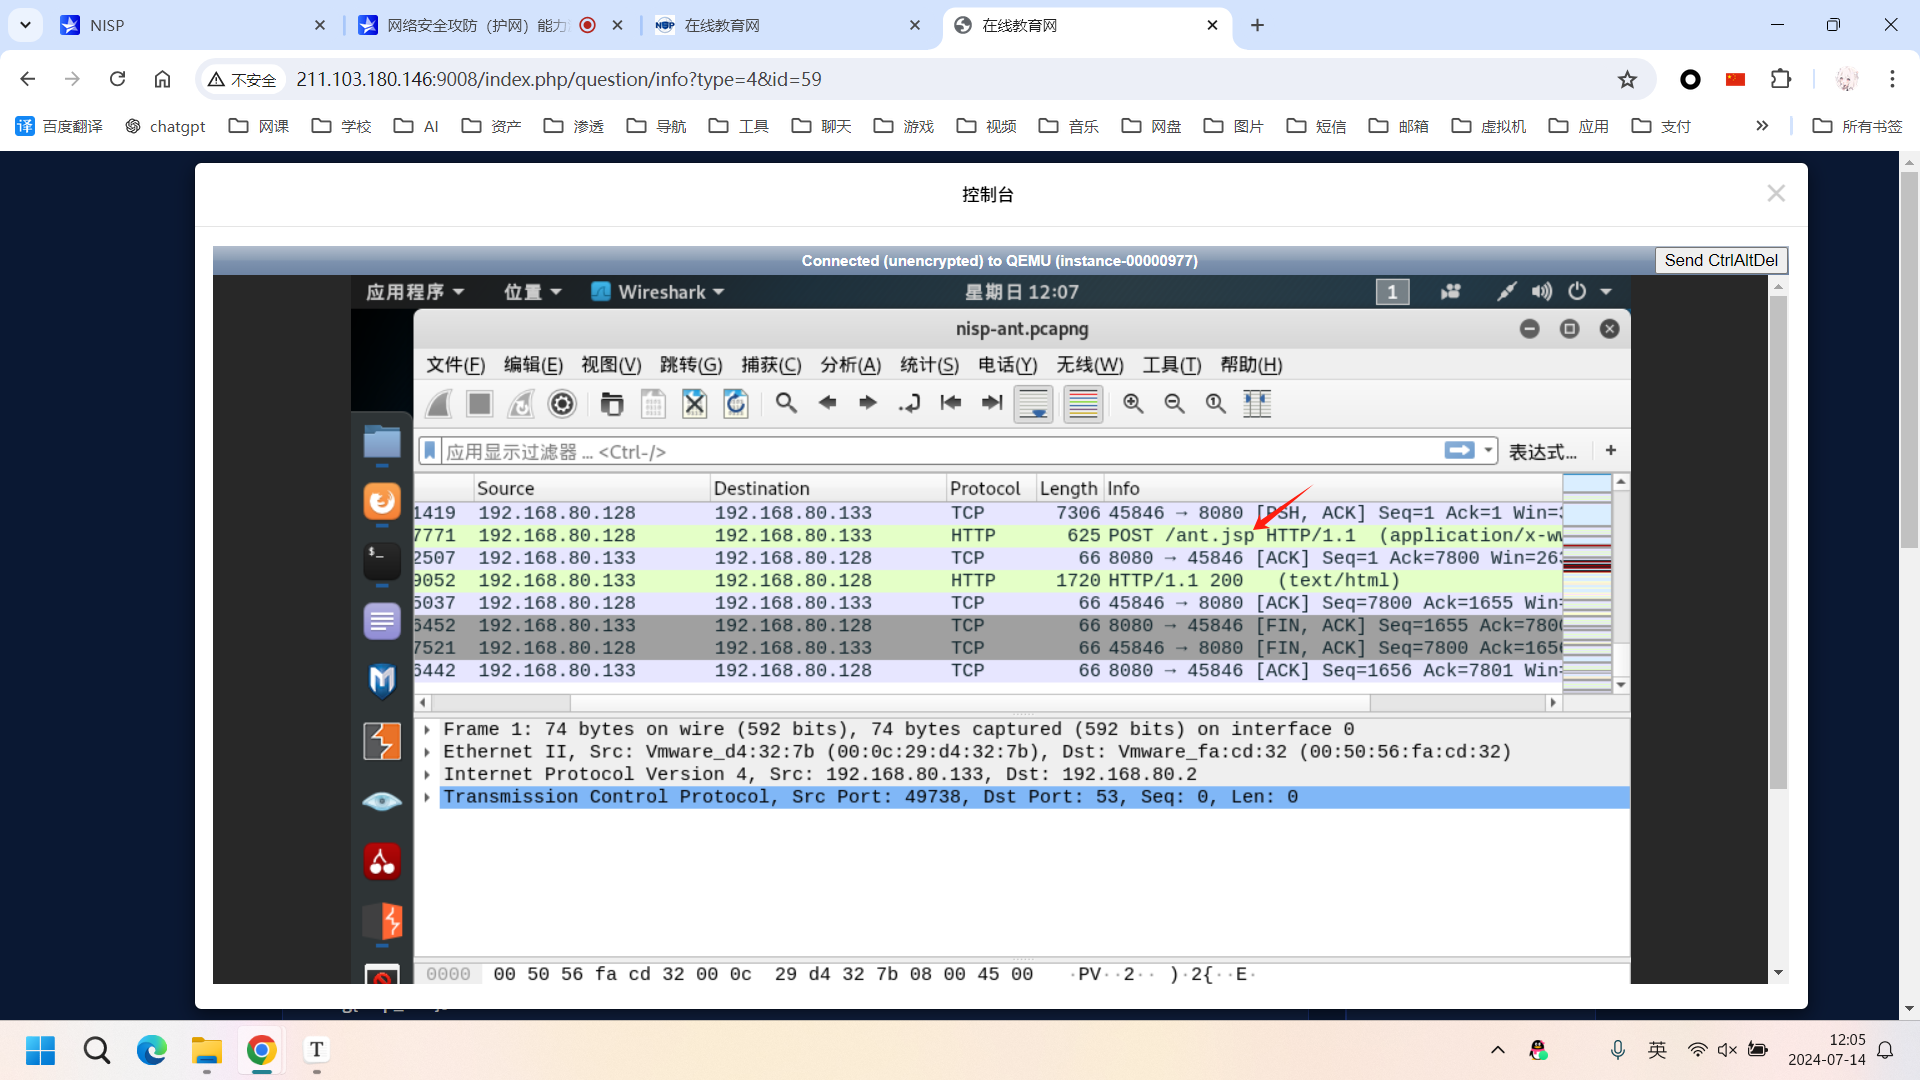 NISP
网络安全攻防（护网）能力
在线教育网
在线教育网
不安全
211.103.180.146:9008/index.php/question/info?type=4&id=59
百度翻译 chatgpt 网课 学校 AI 资产 渗透 导航 工具 聊天 游戏 视频 音乐 网盘 图片 短信 邮箱 虚拟机 应用 支付 » 所有书签
控制台
Connected (unencrypted) to QEMU (instance-00000977)
Send CtrlAltDel
应用程序 位置 Wireshark 星期日 12:07 1
nisp-ant.pcapng
文件(F) 编辑(E) 视图(V) 跳转(G) 捕获(C) 分析(A) 统计(S) 电话(Y) 无线(W) 工具(T) 帮助(H)
应用显示过滤器 … <Ctrl-/> 表达式… +
Source Destination Protocol Length Info
1419 192.168.80.128 192.168.80.133 TCP 7306 45846 → 8080 [PSH, ACK] Seq=1 Ack=1 Win=
7771 192.168.80.128 192.168.80.133 HTTP 625 POST /ant.jsp HTTP/1.1 (application/x-w
2507 192.168.80.133 192.168.80.128 TCP 66 8080 → 45846 [ACK] Seq=1 Ack=7800 Win=26
9052 192.168.80.133 192.168.80.128 HTTP 1720 HTTP/1.1 200 (text/html)
5037 192.168.80.128 192.168.80.133 TCP 66 45846 → 8080 [ACK] Seq=7800 Ack=1655 Win=
6452 192.168.80.133 192.168.80.128 TCP 66 8080 → 45846 [FIN, ACK] Seq=1655 Ack=780
7521 192.168.80.128 192.168.80.133 TCP 66 45846 → 8080 [FIN, ACK] Seq=7800 Ack=165
6442 192.168.80.133 192.168.80.128 TCP 66 8080 → 45846 [ACK] Seq=1656 Ack=7801 Win=
Frame 1: 74 bytes on wire (592 bits), 74 bytes captured (592 bits) on interface 0
Ethernet II, Src: Vmware_d4:32:7b (00:0c:29:d4:32:7b), Dst: Vmware_fa:cd:32 (00:50:56:fa:cd:32)
Internet Protocol Version 4, Src: 192.168.80.133, Dst: 192.168.80.2
Transmission Control Protocol, Src Port: 49738, Dst Port: 53, Seq: 0, Len: 0
0000 00 50 56 fa cd 32 00 0c 29 d4 32 7b 08 00 45 00 ·PV··2·· )·2{··E·
英
12:05
2024-07-14